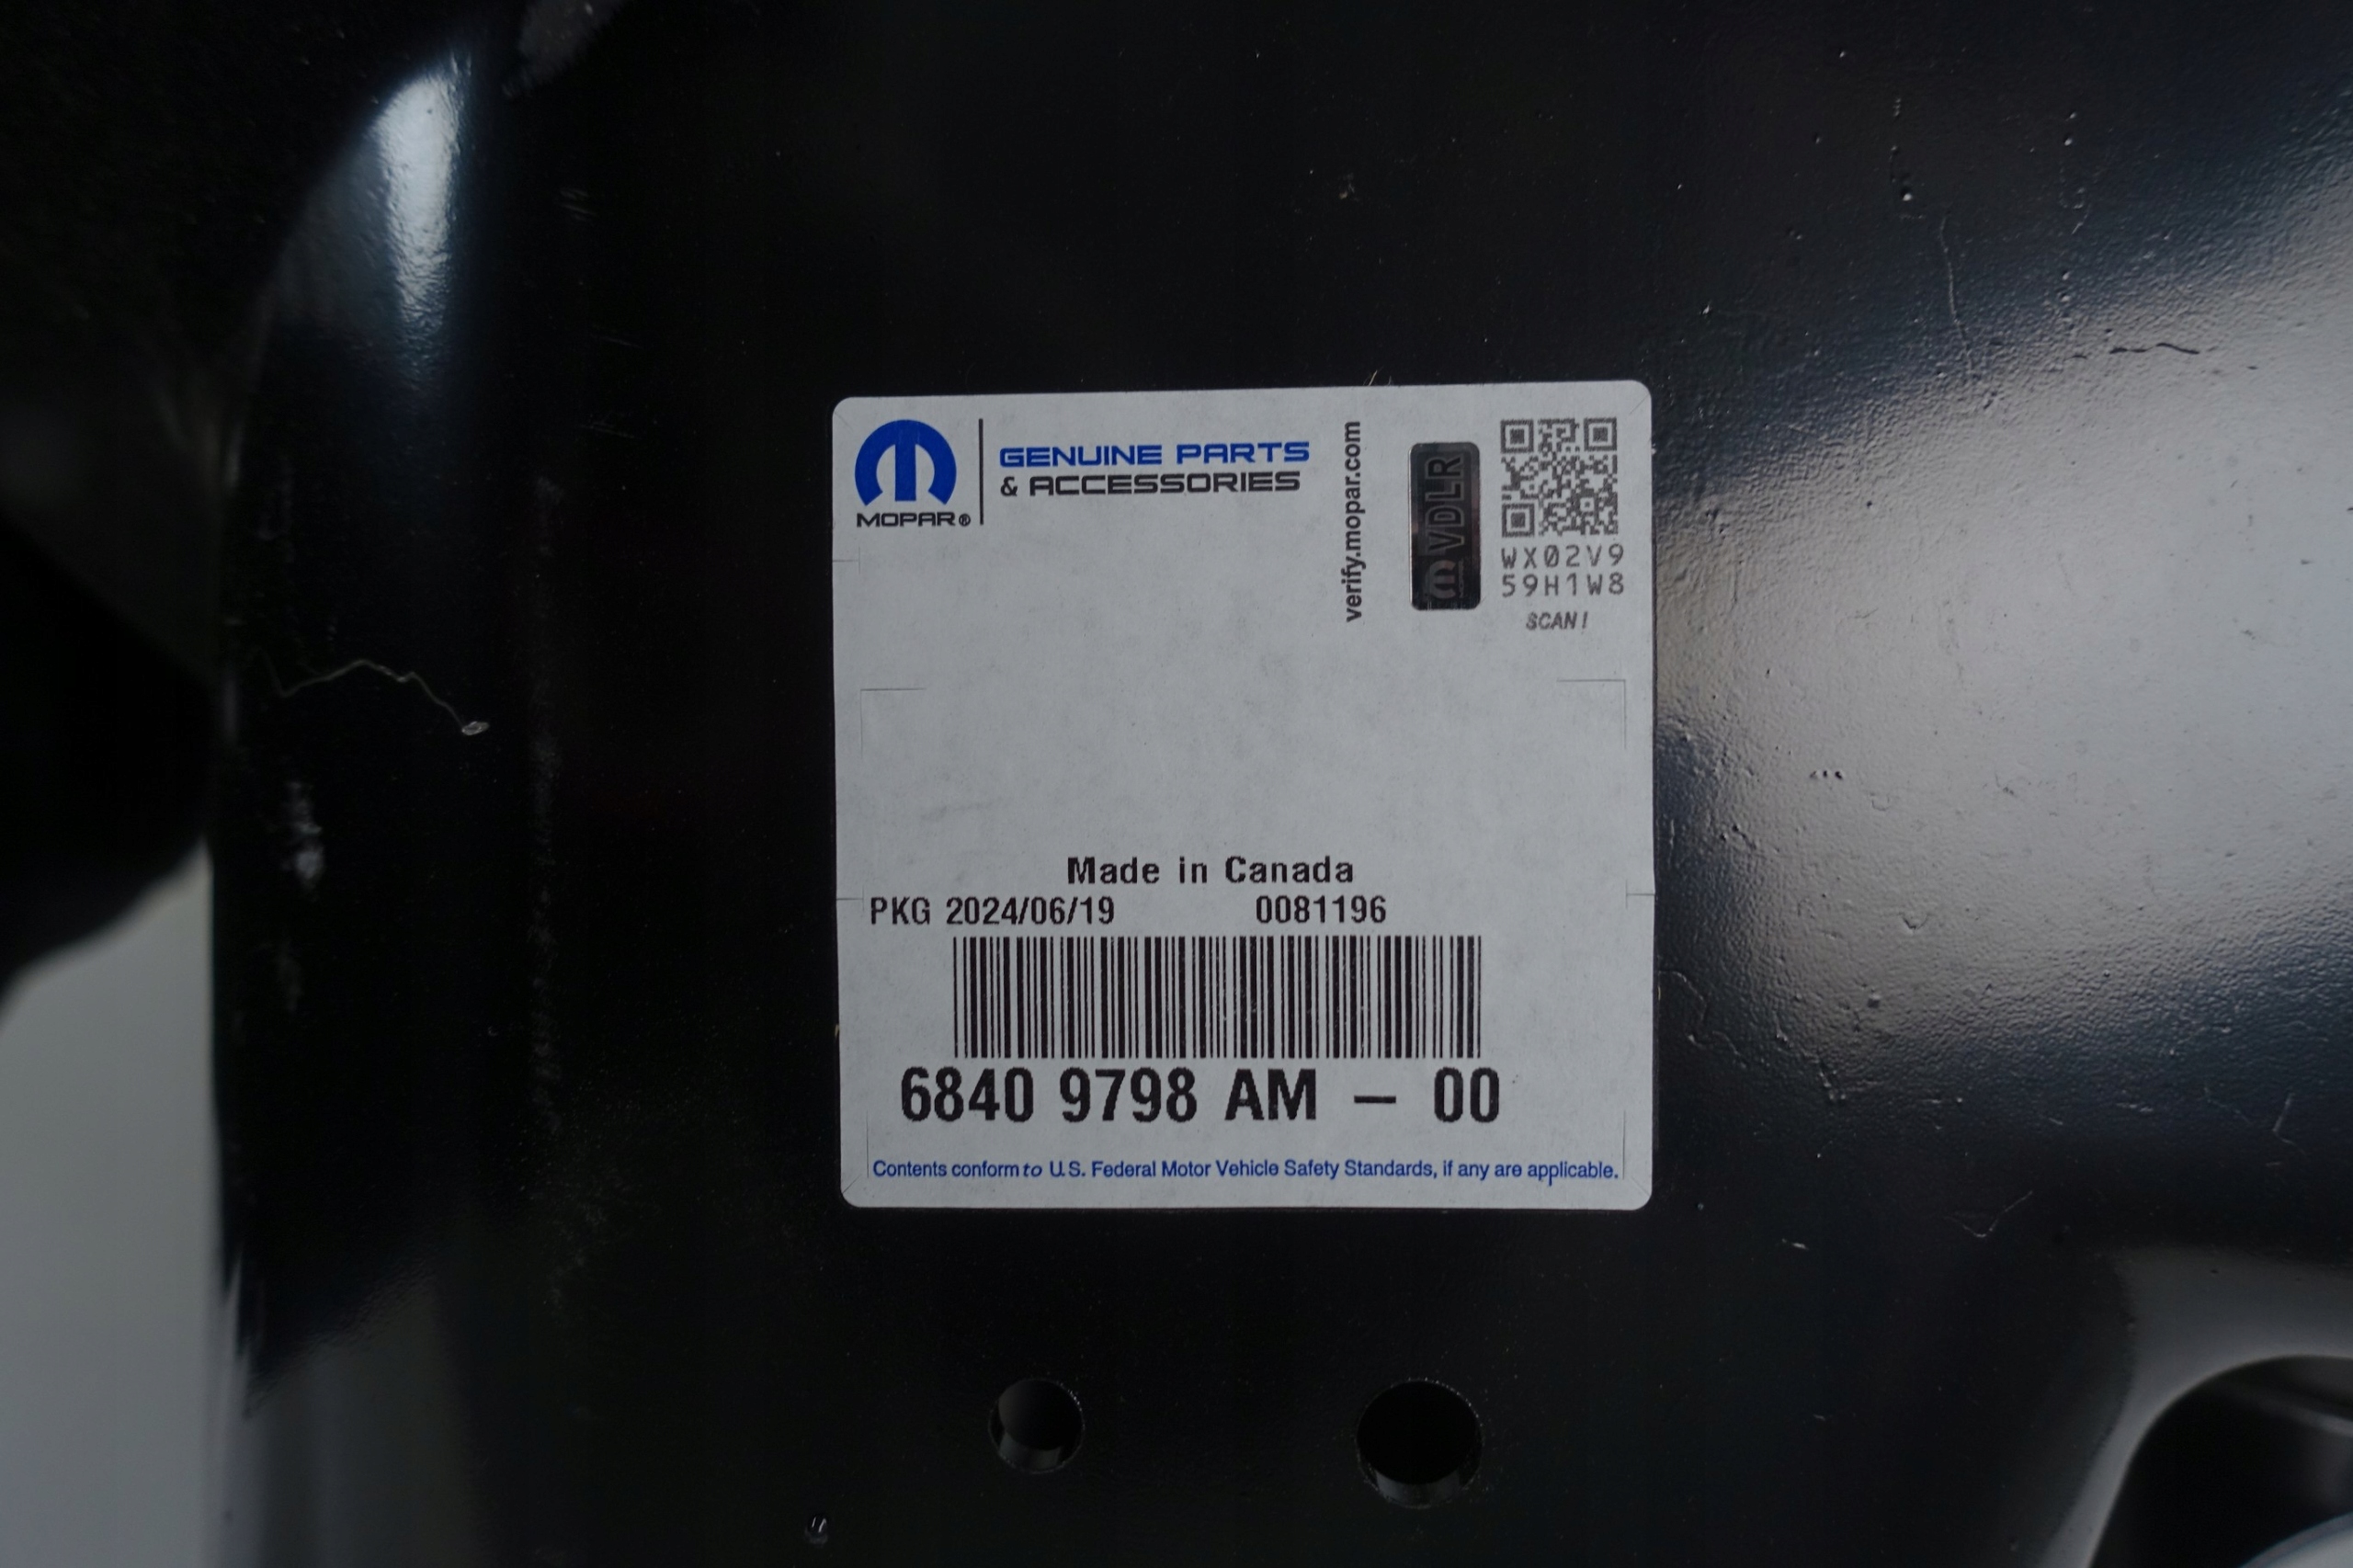 MOPAR®
GENUINE PARTS
& ACCESSORIES
verify.mopar.com
VDLR
WX02V9
59H1W8
SCAN!
Made in Canada
PKG 2024/06/19 0081196
6840 9798 AM – 00
Contents conform to U.S. Federal Motor Vehicle Safety Standards, if any are applicable.